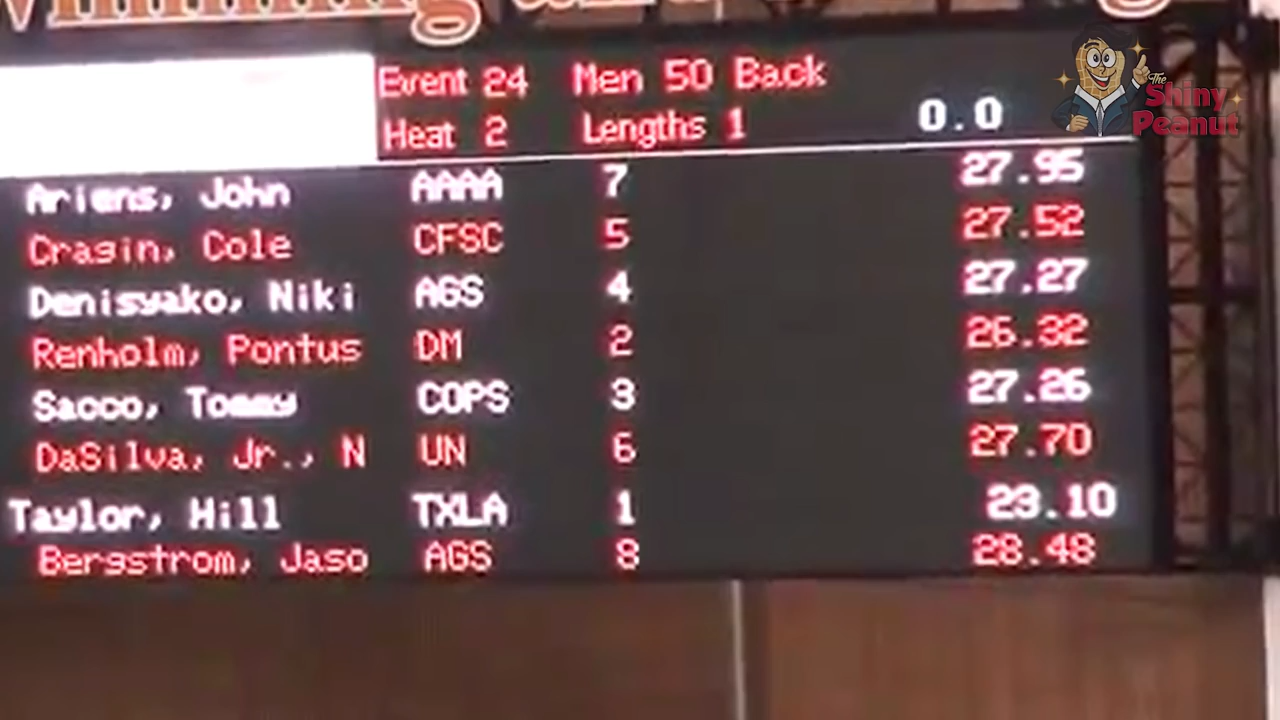 Event 24 Men 50 Back
Heat 2 Lengths 1 0.0
Ariens, John AAAA 7 27.95
Cragin, Cole CFSC 5 27.52
Denisyako, Niki AGS 4 27.27
Renholm, Pontus DM 2 26.32
Sacco, Tommy COPS 3 27.26
DaSilva, Jr., N UN 6 27.70
Taylor, Hill TXLA 1 23.10
Bergstrom, Jaso AGS 8 28.48
The
Shiny
Peanut